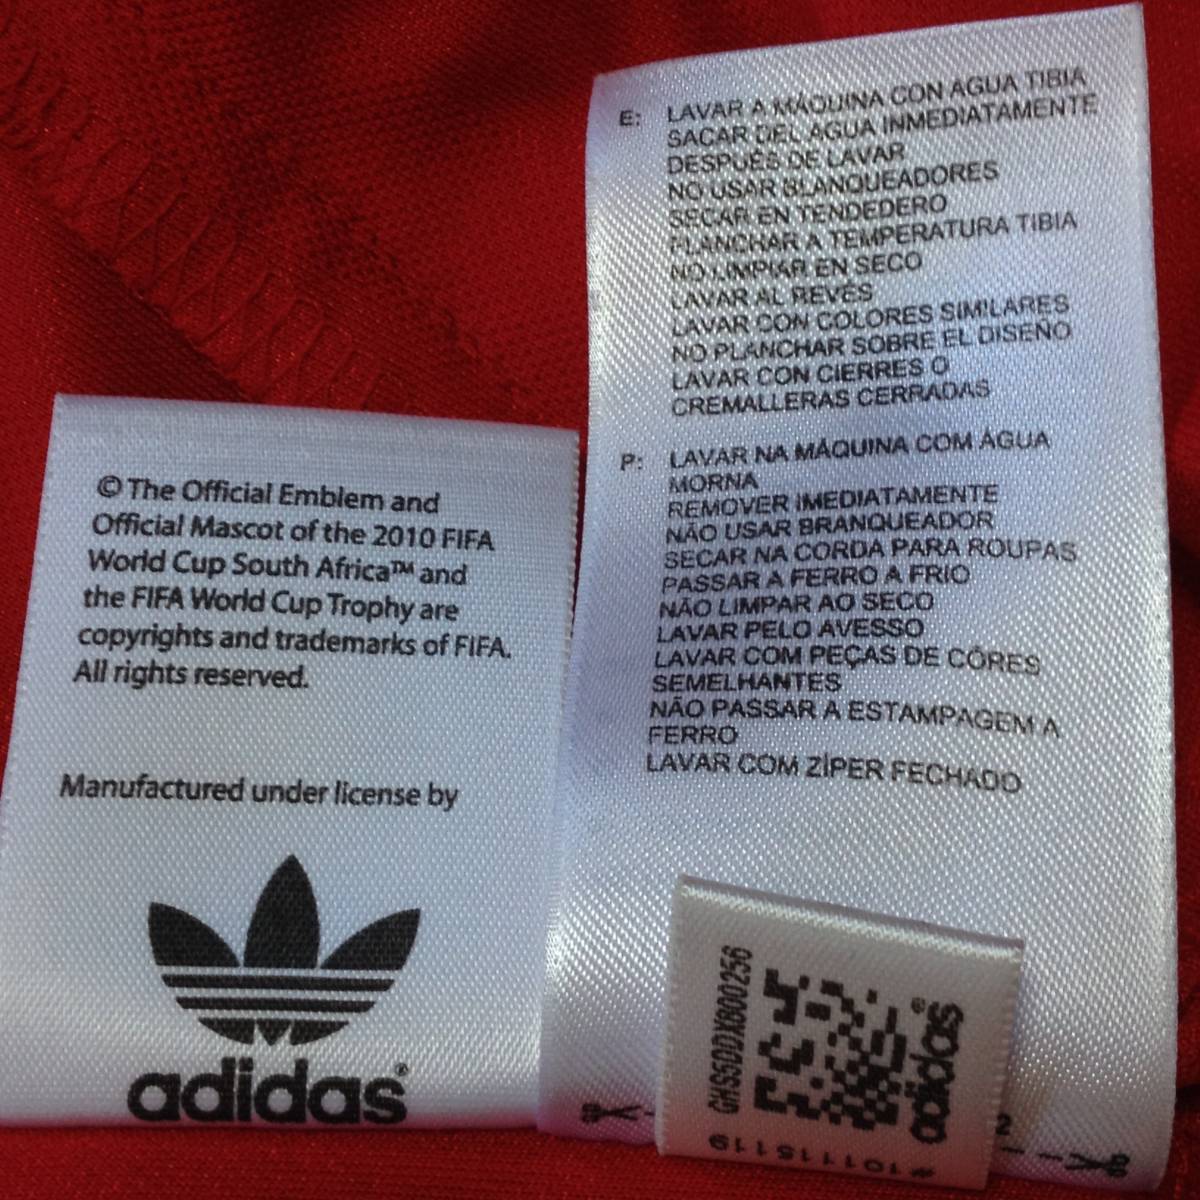 © The Official Emblem and
Official Mascot of the 2010 FIFA
World Cup South Africa™ and
the FIFA World Cup Trophy are
copyrights and trademarks of FIFA.
All rights reserved.
Manufactured under license by
adidas®
E: LAVAR A MÁQUINA CON AGUA TIBIA
SACAR DEL AGUA INMEDIATAMENTE
DESPUÉS DE LAVAR
NO USAR BLANQUEADORES
SECAR EN TENDEDERO
PLANCHAR A TEMPERATURA TIBIA
NO LIMPIAR EN SECO
LAVAR AL REVÉS
LAVAR CON COLORES SIMILARES
NO PLANCHAR SOBRE EL DISEÑO
LAVAR CON CIERRES O
CREMALLERAS CERRADAS
P: LAVAR NA MÁQUINA COM ÁGUA
MORNA
REMOVER IMEDIATAMENTE
NÃO USAR BRANQUEADOR
SECAR NA CORDA PARA ROUPAS
PASSAR A FERRO A FRIO
NÃO LIMPAR AO SECO
LAVAR PELO AVESSO
LAVAR COM PEÇAS DE CÔRES
SEMELHANTES
NÃO PASSAR A ESTAMPAGEM A
FERRO
LAVAR COM ZÍPER FECHADO
GHS5DDX800256
adidas®
2